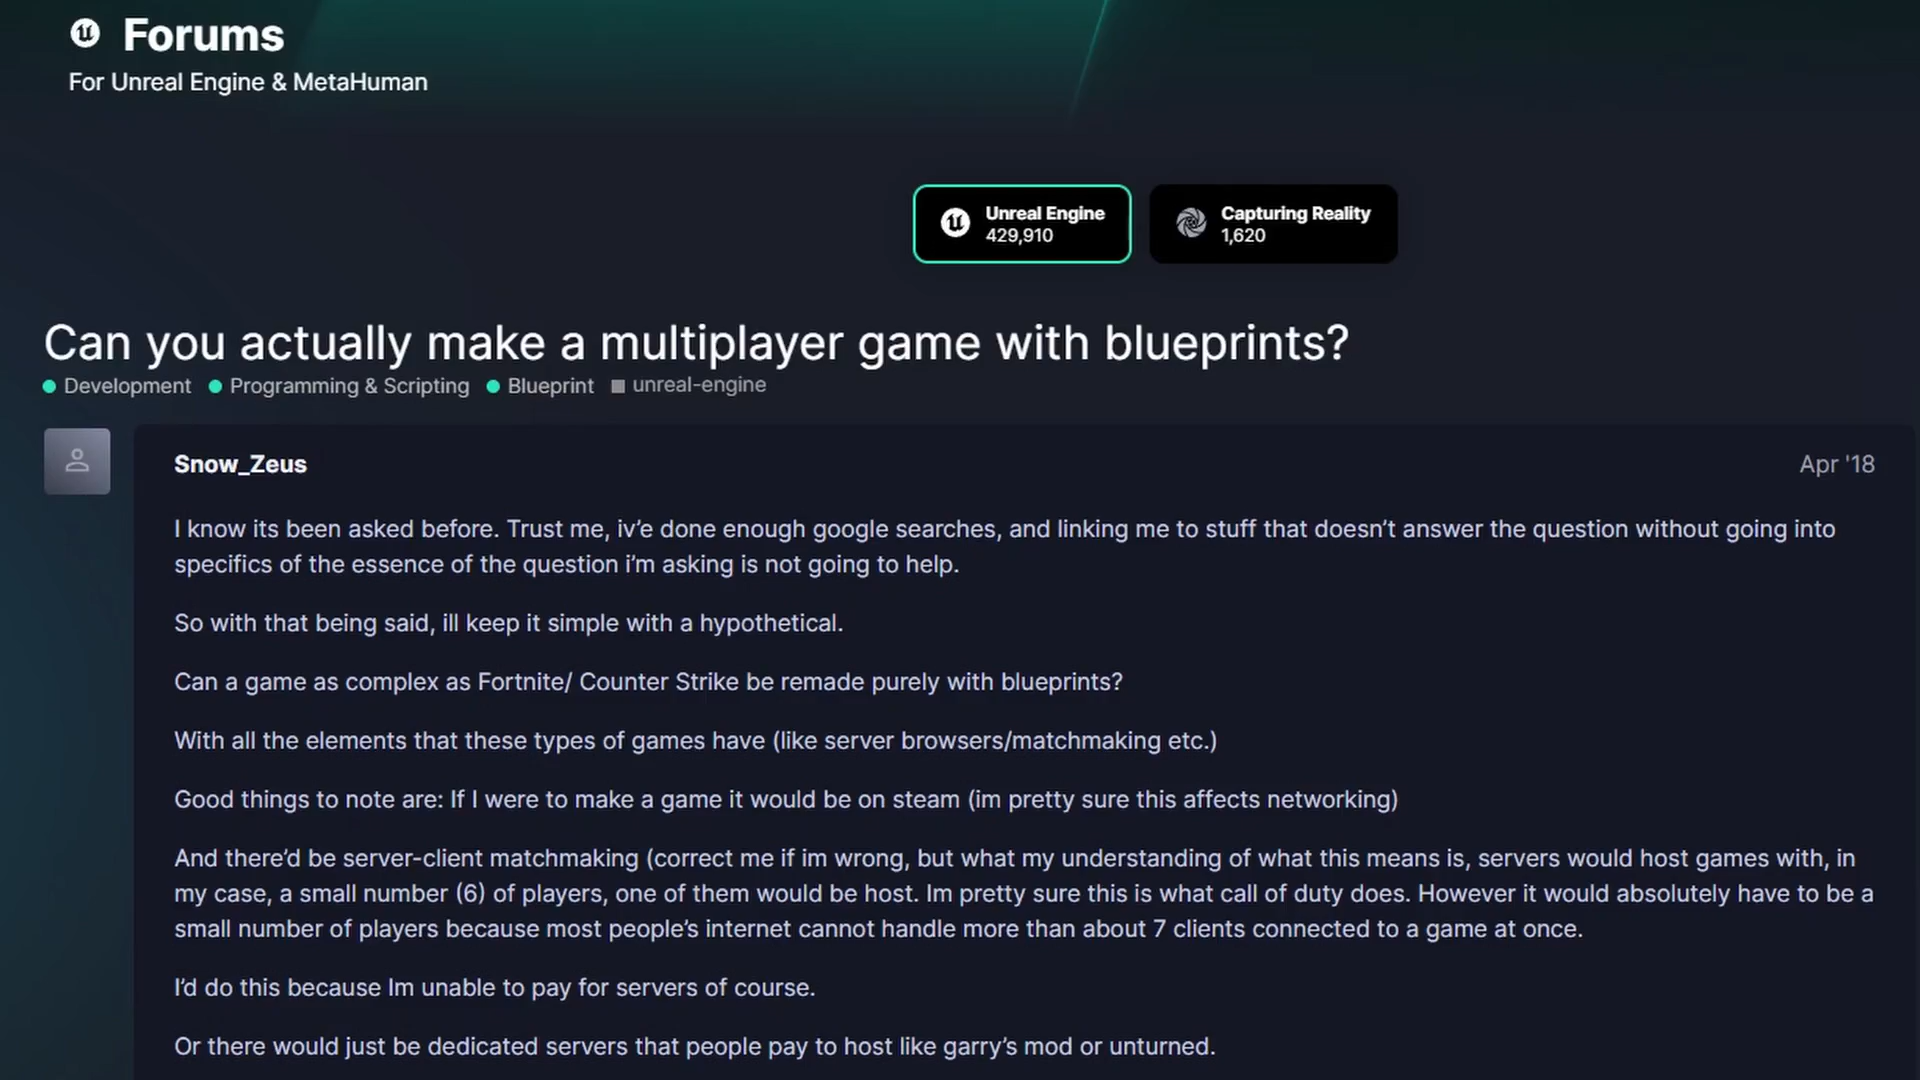 Forums
For Unreal Engine & MetaHuman
Unreal Engine
429,910
Capturing Reality
1,620
Can you actually make a multiplayer game with blueprints?
Development Programming & Scripting Blueprint unreal-engine
Snow_Zeus
Apr '18
I know its been asked before. Trust me, iv’e done enough google searches, and linking me to stuff that doesn’t answer the question without going into
specifics of the essence of the question i’m asking is not going to help.
So with that being said, ill keep it simple with a hypothetical.
Can a game as complex as Fortnite/ Counter Strike be remade purely with blueprints?
With all the elements that these types of games have (like server browsers/matchmaking etc.)
Good things to note are: If I were to make a game it would be on steam (im pretty sure this affects networking)
And there’d be server-client matchmaking (correct me if im wrong, but what my understanding of what this means is, servers would host games with, in
my case, a small number (6) of players, one of them would be host. Im pretty sure this is what call of duty does. However it would absolutely have to be a
small number of players because most people’s internet cannot handle more than about 7 clients connected to a game at once.
I’d do this because Im unable to pay for servers of course.
Or there would just be dedicated servers that people pay to host like garry’s mod or unturned.